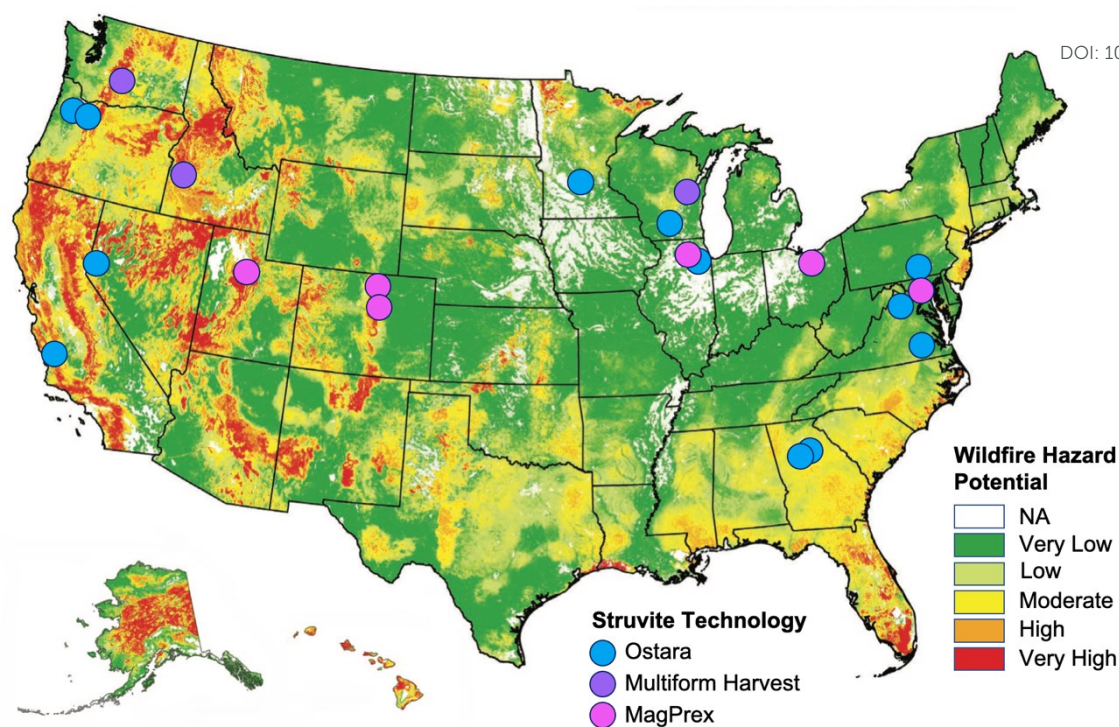 DOI: 10
Wildfire Hazard
Potential
NA
Very Low
Low
Moderate
High
Very High
Struvite Technology
Ostara
Multiform Harvest
MagPrex